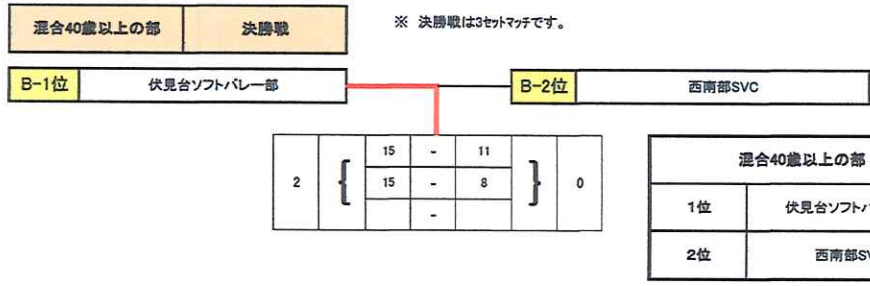 混合40歳以上の部 決勝戦 ※ 決勝戦は3セットマッチです。
B-1位 伏見台ソフトバレー部 B-2位 西南部SVC
15 - 11
2 { 15 - 8 } 0
-
混合40歳以上の部
1位 伏見台ソフトバ
2位 西南部SV